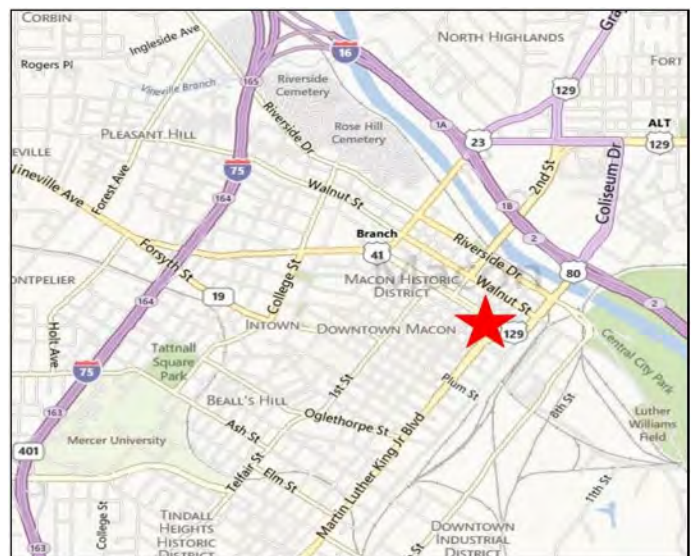 CORBIN
Ingleside Ave
Rogers Pl
16
NORTH HIGHLANDS
FORT
165
Vineville Branch
Riverside
Cemetery
129
1A
ALT
129
Rose Hill
Cemetery
PLEASANT HILL
Riverside Dr
23
2nd St
Coliseum Dr
75
Forest Ave
164
Walnut St
1B
Branch
41
2
Riverside Dr
Forsyth St
College St
MACON HISTORIC
DISTRICT
Walnut St
80
2
19
164
INTOWN
DOWNTOWN MACON
129
Holt Ave
Tattnall
Square
Park
75
1st St
Plum St
Central City Park
BEALL'S HILL
Oglethorpe St
8th St
Luther
Williams
Field
163
Mercer University
Ash St
401
Telfair St
Elm St
Martin Luther King Jr Blvd
11th St
College St
TINDALL
HEIGHTS
HISTORIC
DOWNTOWN
INDUSTRIAL
DISTRICT
163